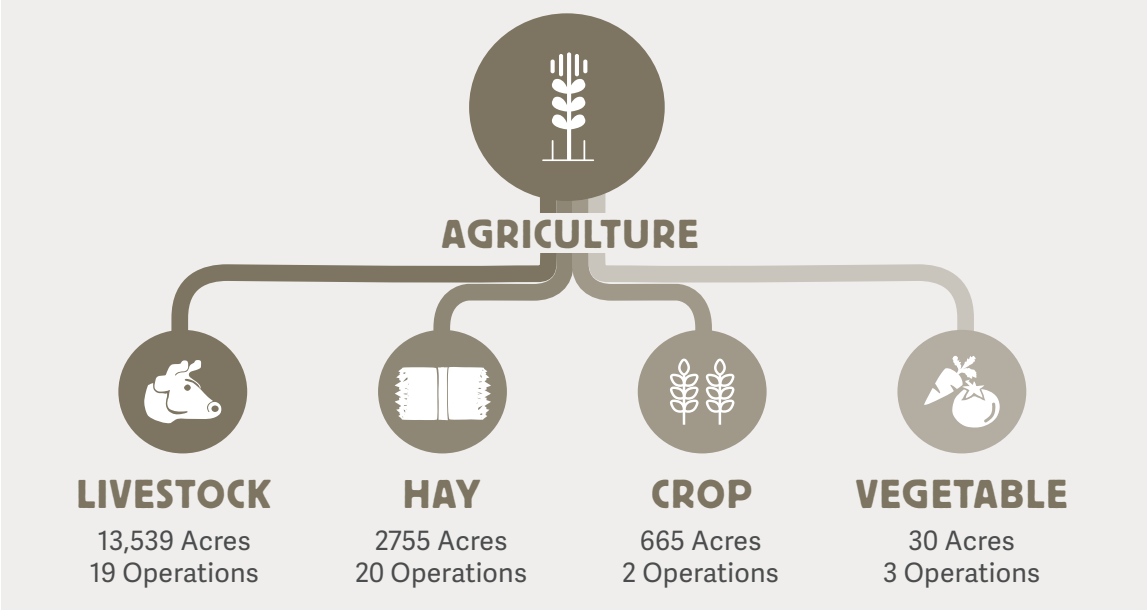 AGRICULTURE
LIVESTOCK
13,539 Acres
19 Operations
HAY
2755 Acres
20 Operations
CROP
665 Acres
2 Operations
VEGETABLE
30 Acres
3 Operations